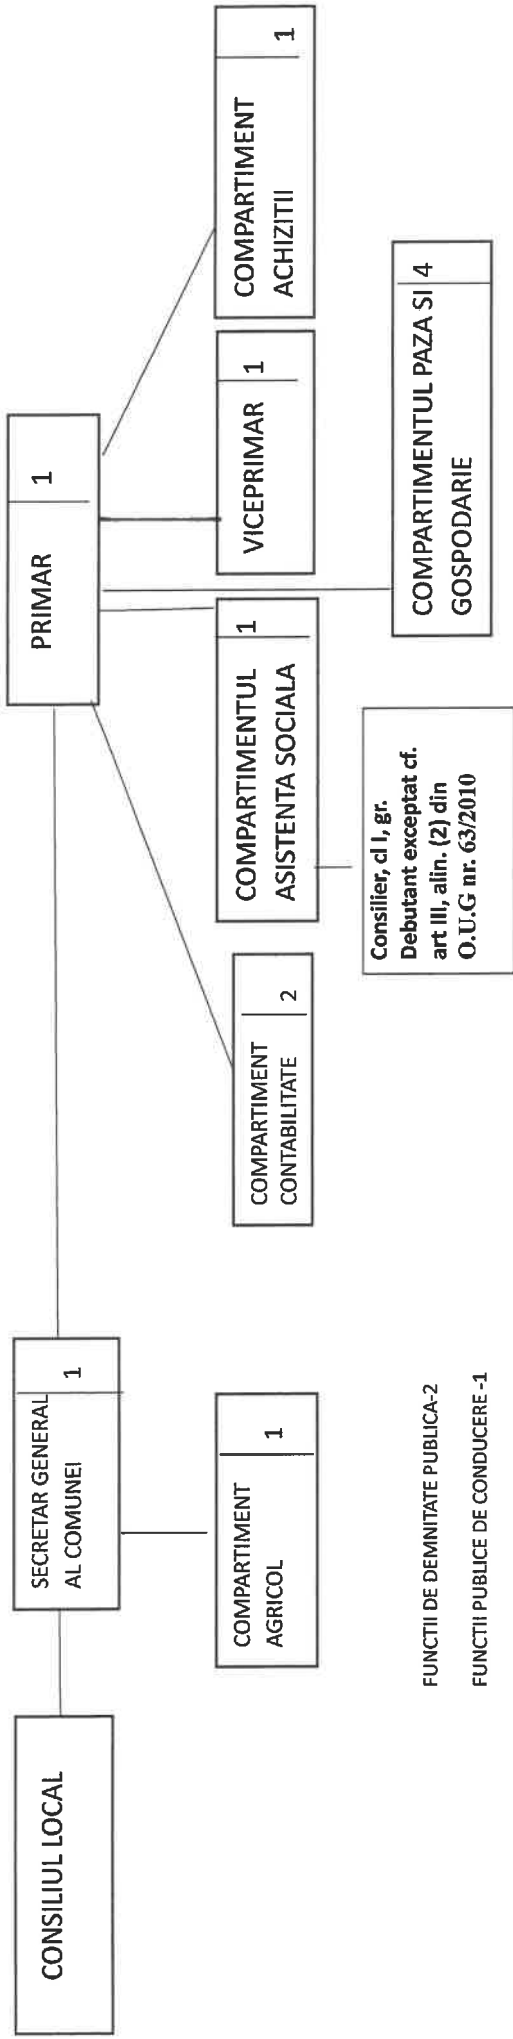 CONSILIUL LOCAL
SECRETAR GENERAL
AL COMUNEI
1
PRIMAR
1
COMPARTIMENT
AGRICOL
1
COMPARTIMENT
CONTABILITATE
2
COMPARTIMENTUL
ASISTENTA SOCIALA
1
VICEPRIMAR
1
COMPARTIMENT
ACHIZITII
1
Consilier, cl I, gr.
Debutant exceptat cf.
art III, alin. (2) din
O.U.G nr. 63/2010
COMPARTIMENTUL PAZA SI
GOSPODARIE
4
FUNCTII DE DEMNITATE PUBLICA-2
FUNCTII PUBLICE DE CONDUCERE -1